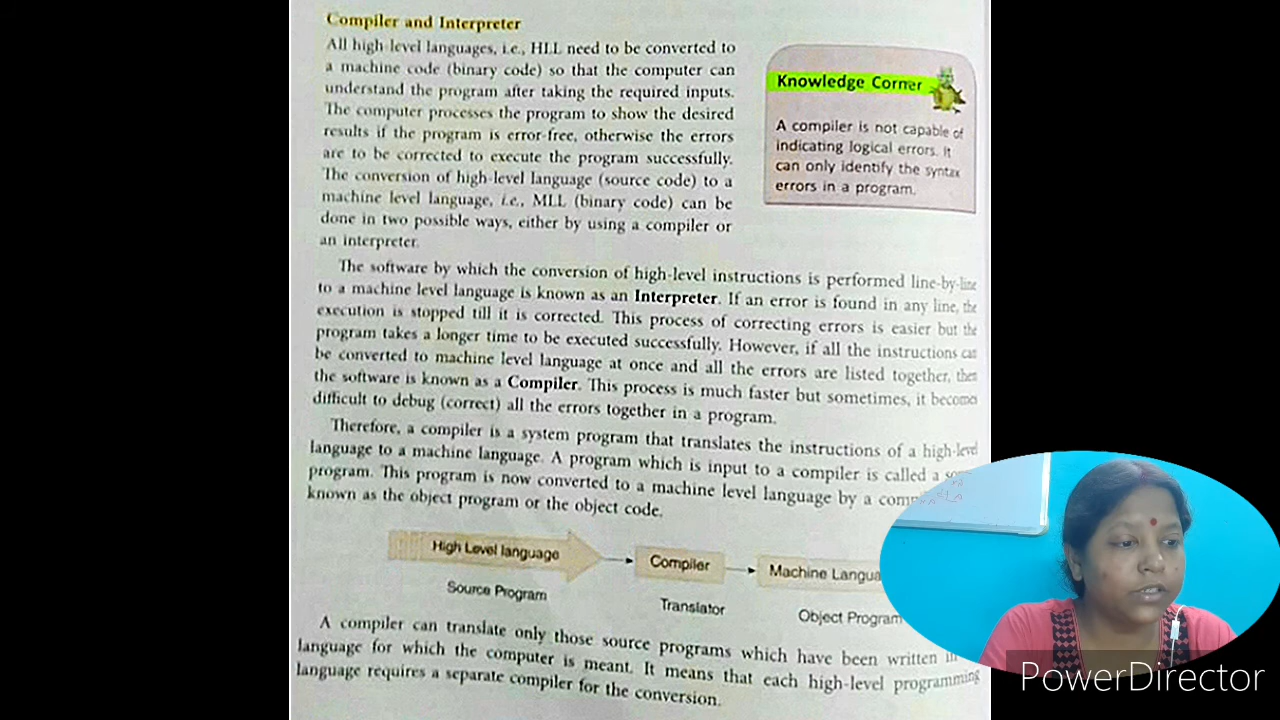 Compiler and Interpreter
All high-level languages, i.e., HLL need to be converted to
a machine code (binary code) so that the computer can
understand the program after taking the required inputs.
The computer processes the program to show the desired
results if the program is error-free, otherwise the errors
are to be corrected to execute the program successfully.
The conversion of high-level language (source code) to a
machine level language, i.e., MLL (binary code) can be
done in two possible ways, either by using a compiler or
an interpreter.
Knowledge Corner
A compiler is not capable of
indicating logical errors. It
can only identify the syntax
errors in a program.
The software by which the conversion of high-level instructions is performed line-by-line
to a machine level language is known as an Interpreter. If an error is found in any line, the
execution is stopped till it is corrected. This process of correcting errors is easier but the
program takes a longer time to be executed successfully. However, if all the instructions can
be converted to machine level language at once and all the errors are listed together, then
the software is known as a Compiler. This process is much faster but sometimes, it becomes
difficult to debug (correct) all the errors together in a program.
Therefore, a compiler is a system program that translates the instructions of a high-level
language to a machine language. A program which is input to a compiler is called a
program. This program is now converted to a machine level language by a
known as the object program or the object code.
High Level language
Compiler
Machine
Source Program
Translator
Object Program
A compiler can translate only those source programs which have been written in
language for which the computer is meant. It means that each high-level programming
language requires a separate compiler for the conversion.
PowerDirector